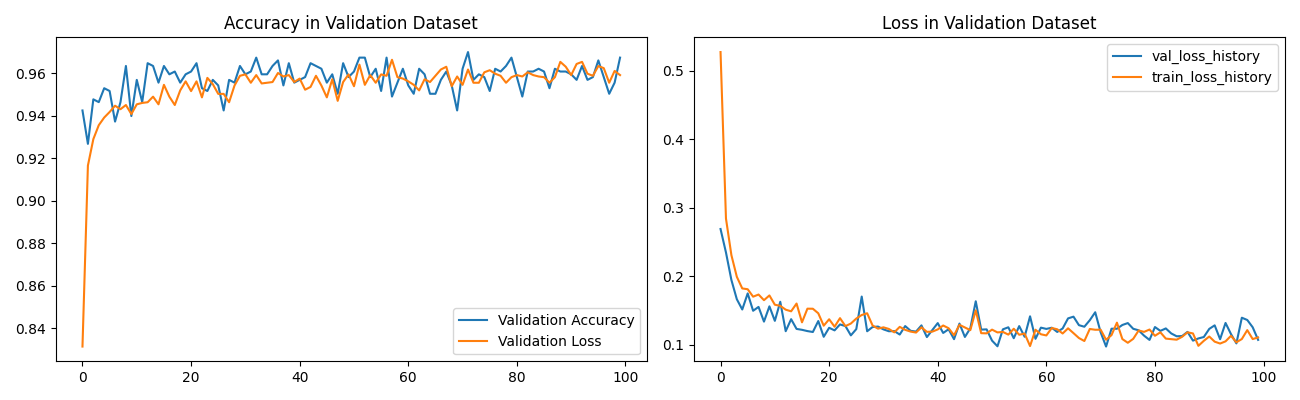 Accuracy in Validation Dataset
0.96
0.94
0.92
0.90
0.88
0.86
0.84
0 20 40 60 80 100
Validation Accuracy
Validation Loss
Loss in Validation Dataset
0.5
0.4
0.3
0.2
0.1
0 20 40 60 80 100
val_loss_history
train_loss_history